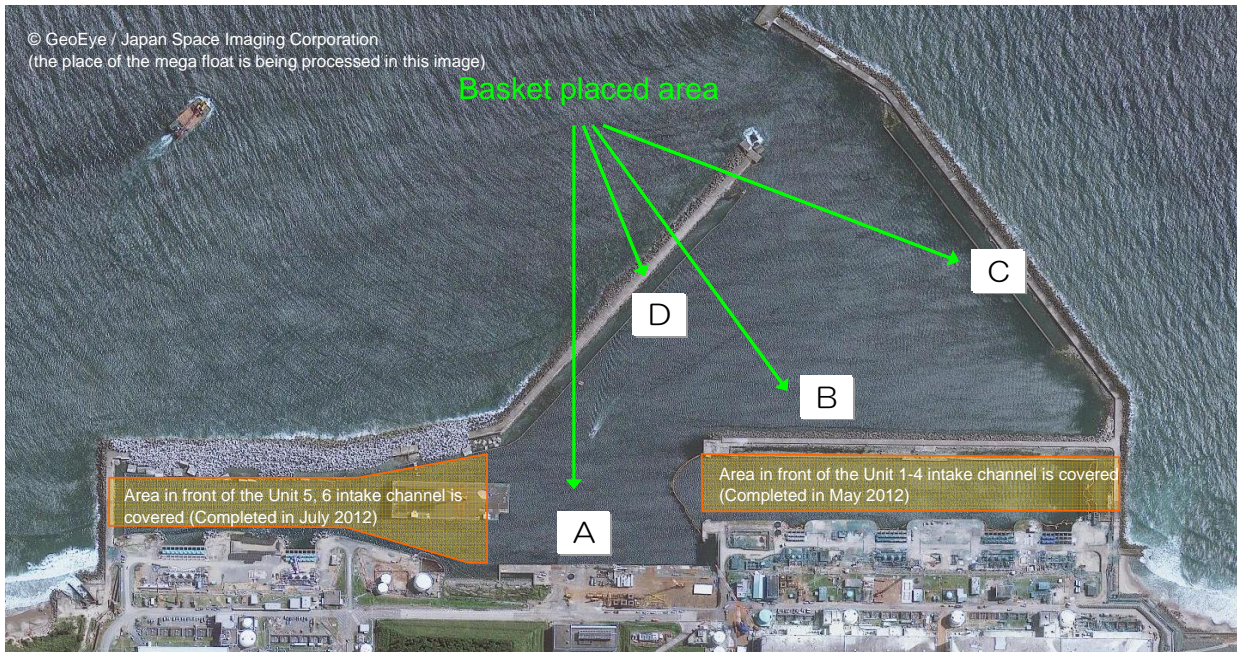 © GeoEye / Japan Space Imaging Corporation
(the place of the mega float is being processed in this image)
Basket placed area
C
D
B
Area in front of the Unit 1-4 intake channel is covered
(Completed in May 2012)
Area in front of the Unit 5, 6 intake channel is
covered (Completed in July 2012)
A